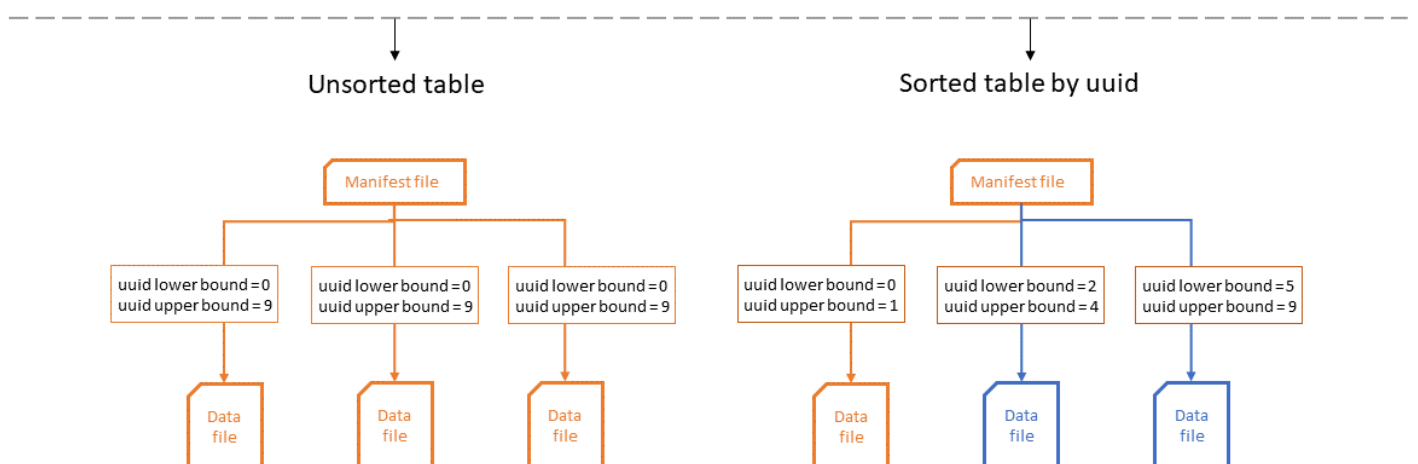 Unsorted table
Sorted table by uuid
Manifest file
Manifest file
uuid lower bound = 0
uuid upper bound = 9
uuid lower bound = 0
uuid upper bound = 9
uuid lower bound = 0
uuid upper bound = 9
uuid lower bound = 0
uuid upper bound = 1
uuid lower bound = 2
uuid upper bound = 4
uuid lower bound = 5
uuid upper bound = 9
Data
file
Data
file
Data
file
Data
file
Data
file
Data
file